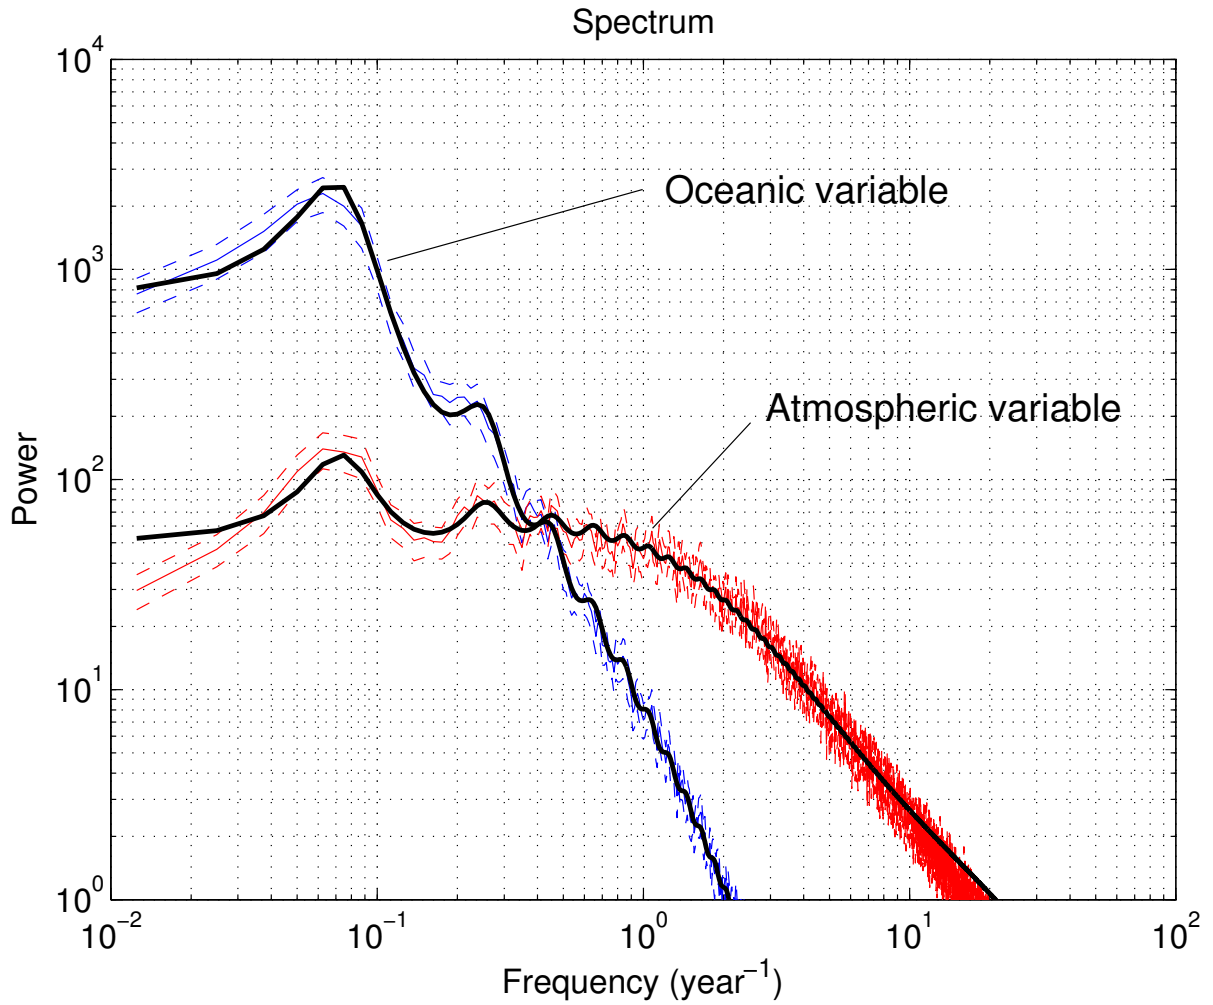 Spectrum
10⁴
10³
10²
10¹
10⁰
Power
Oceanic variable
Atmospheric variable
10⁻² 10⁻¹ 10⁰ 10¹ 10²
Frequency (year⁻¹)